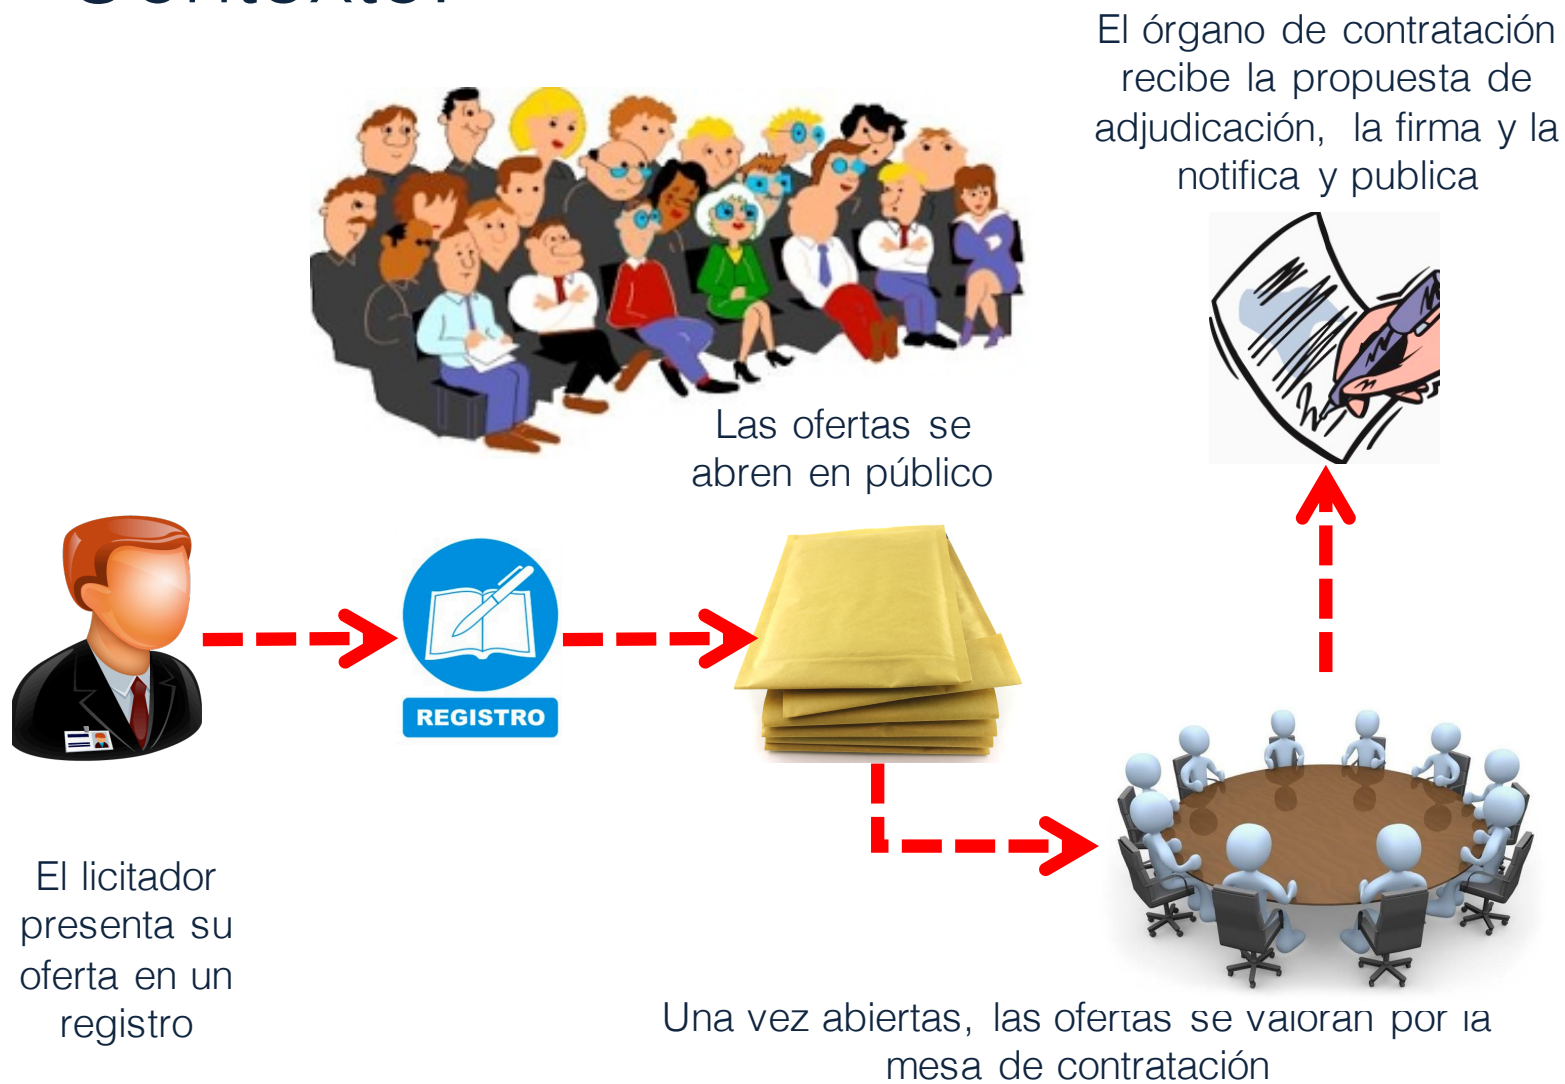 Contexto.
El órgano de contratación
recibe la propuesta de
adjudicación, la firma y la
notifica y publica
Las ofertas se
abren en público
REGISTRO
El licitador
presenta su
oferta en un
registro
Una vez abiertas, las ofertas se valoran por la
mesa de contratación